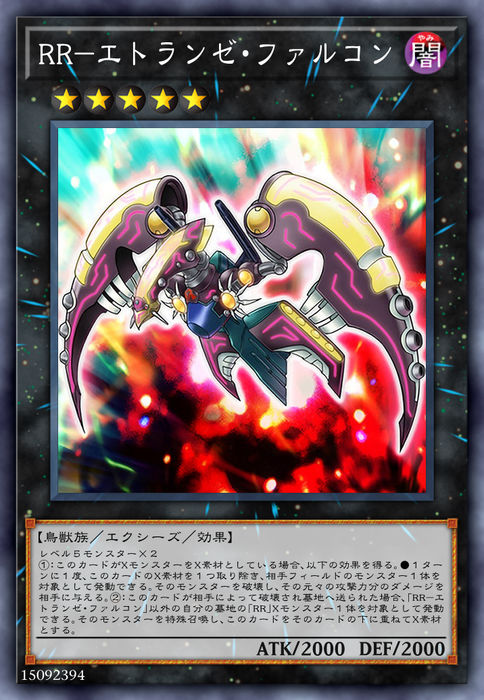 RR－エトランゼ・ファルコン
やみ
闇
【鳥獣族／エクシーズ／効果】
レベル５モンスター×２
①:このカードがXモンスターをX素材としている場合、以下の効果を得る。●１ター
ンに１度、このカードのX素材を１つ取り除き、相手フィールドのモンスター１体を
対象として発動できる。そのモンスターを破壊し、その元々の攻撃力分のダメージを
相手に与える。②:このカードが相手によって破壊され墓地へ送られた場合、「RR－エ
トランゼ・ファルコン」以外の自分の墓地の「RR」Xモンスター１体を対象として発動
できる。そのモンスターを特殊召喚し、このカードをそのカードの下に重ねてX素材
とする。
ATK/2000 DEF/2000
15092394